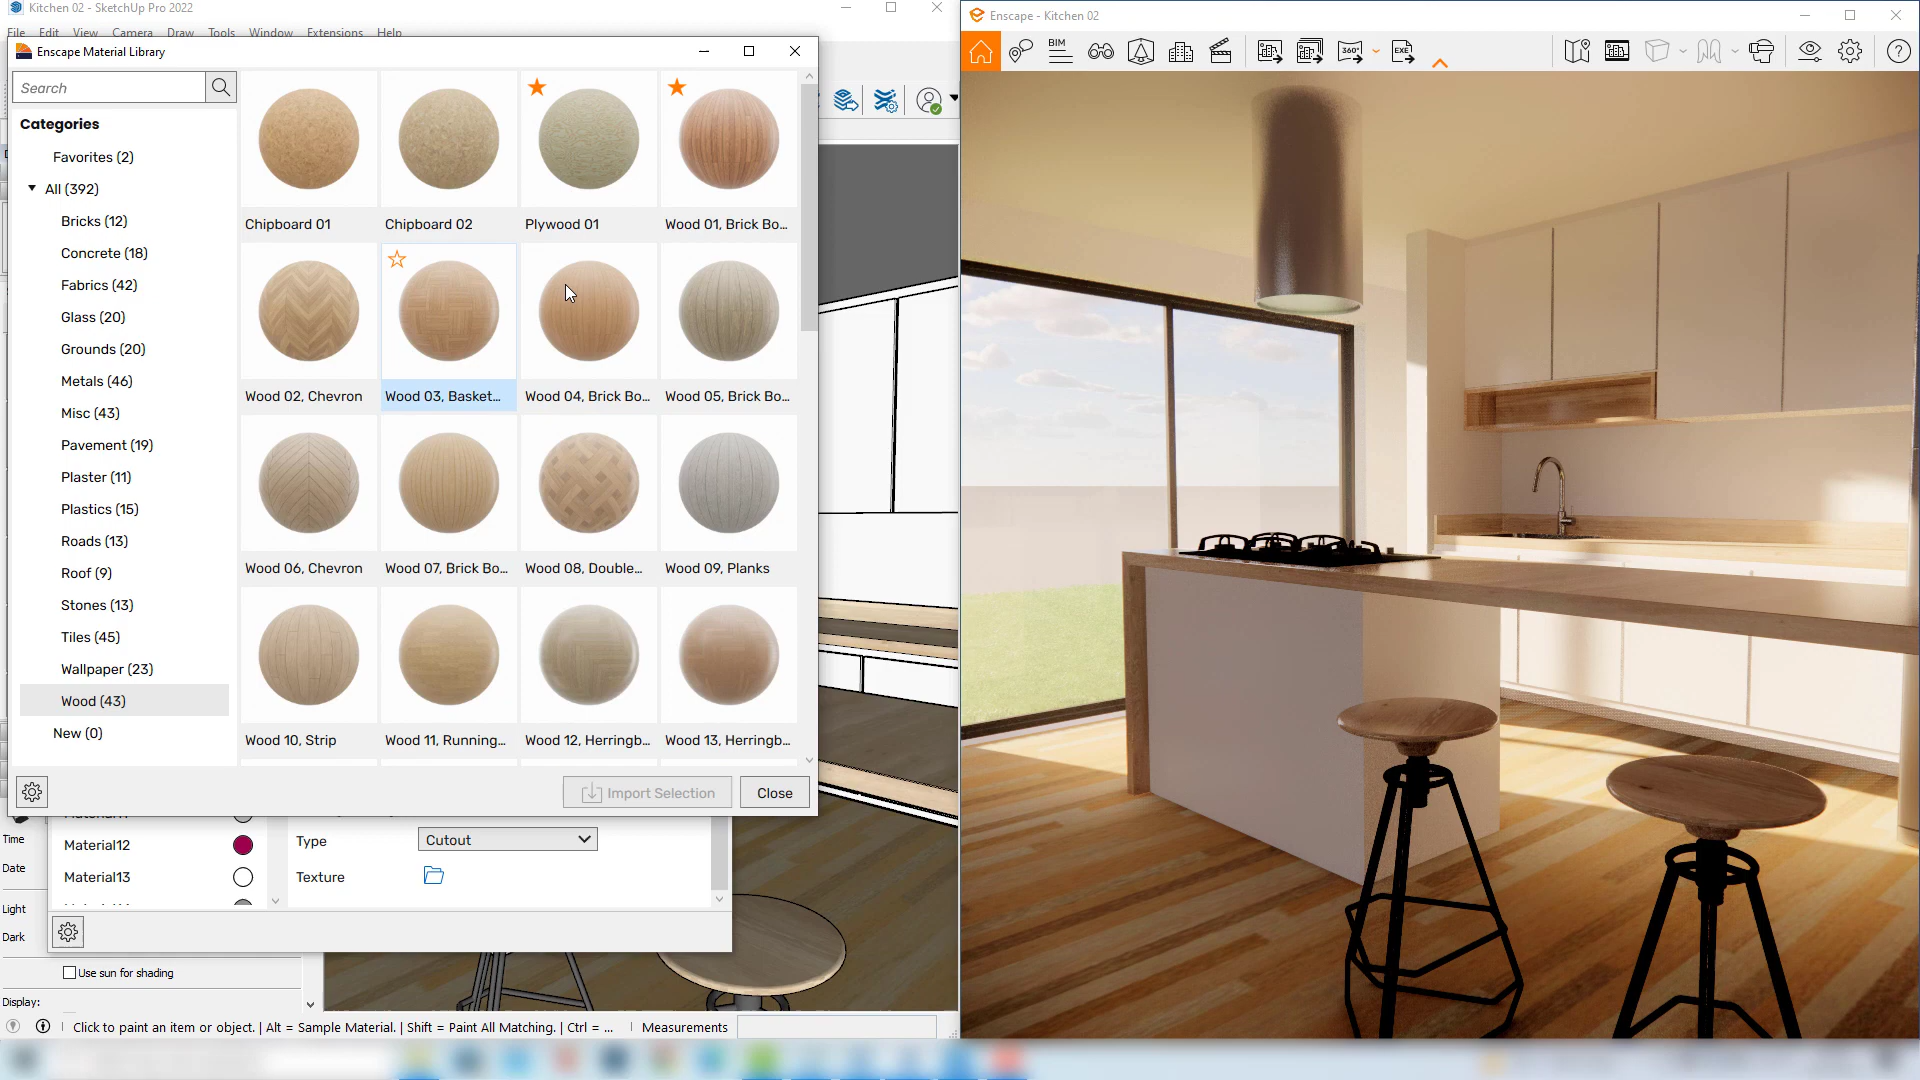 Kitchen 02 - SketchUp Pro 2022
File Edit View Camera Draw Tools Window Extensions Help
Enscape Material Library
Search
Categories
Favorites (2)
All (392)
Bricks (12)
Concrete (18)
Fabrics (42)
Glass (20)
Grounds (20)
Metals (46)
Misc (43)
Pavement (19)
Plaster (11)
Plastics (15)
Roads (13)
Roof (9)
Stones (13)
Tiles (45)
Wallpaper (23)
Wood (43)
New (0)
Chipboard 01
Chipboard 02
Plywood 01
Wood 01, Brick Bo...
Wood 02, Chevron
Wood 03, Basket...
Wood 04, Brick Bo...
Wood 05, Brick Bo...
Wood 06, Chevron
Wood 07, Brick Bo...
Wood 08, Double...
Wood 09, Planks
Wood 10, Strip
Wood 11, Running...
Wood 12, Herringb...
Wood 13, Herringb...
Import Selection
Close
Time
Date
Light
Dark
Material12
Material13
Type
Cutout
Texture
Use sun for shading
Display:
Click to paint an item or object. | Alt = Sample Material. | Shift = Paint All Matching. | Ctrl = ...
Measurements
Enscape - Kitchen 02
BIM
360°
EXE
?